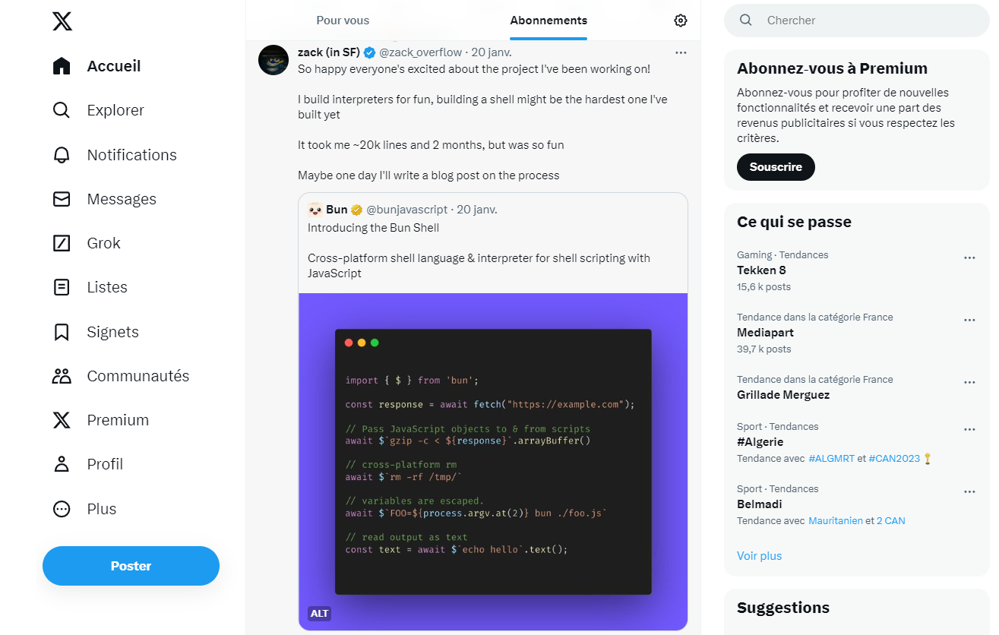 Accueil
Explorer
Notifications
Messages
Grok
Listes
Signets
Communautés
Premium
Profil
Plus
Poster
Pour vous
Abonnements
zack (in SF) @zack_overflow · 20 janv.
So happy everyone's excited about the project I've been working on!
I build interpreters for fun, building a shell might be the hardest one I've
built yet
It took me ~20k lines and 2 months, but was so fun
Maybe one day I'll write a blog post on the process
Bun @bunjavascript · 20 janv.
Introducing the Bun Shell
Cross-platform shell language & interpreter for shell scripting with
JavaScript
import { $ } from 'bun';
const response = await fetch("https://example.com");
// Pass JavaScript objects to & from scripts
await $`gzip -c < ${response}`.arrayBuffer()
// cross-platform rm
await $`rm -rf /tmp/`
// variables are escaped.
await $`FOO=${process.argv.at(2)} bun ./foo.js`
// read output as text
const text = await $`echo hello`.text();
ALT
Chercher
Abonnez-vous à Premium
Abonnez-vous pour profiter de nouvelles
fonctionnalités et recevoir une part des
revenus publicitaires si vous respectez les
critères.
Souscrire
Ce qui se passe
Gaming · Tendances
Tekken 8
15,6 k posts
Tendance dans la catégorie France
Mediapart
39,7 k posts
Tendance dans la catégorie France
Grillade Merguez
Sport · Tendances
#Algerie
Tendance avec #ALGMRT et #CAN2023
Sport · Tendances
Belmadi
Tendance avec Mauritanien et 2 CAN
Voir plus
Suggestions